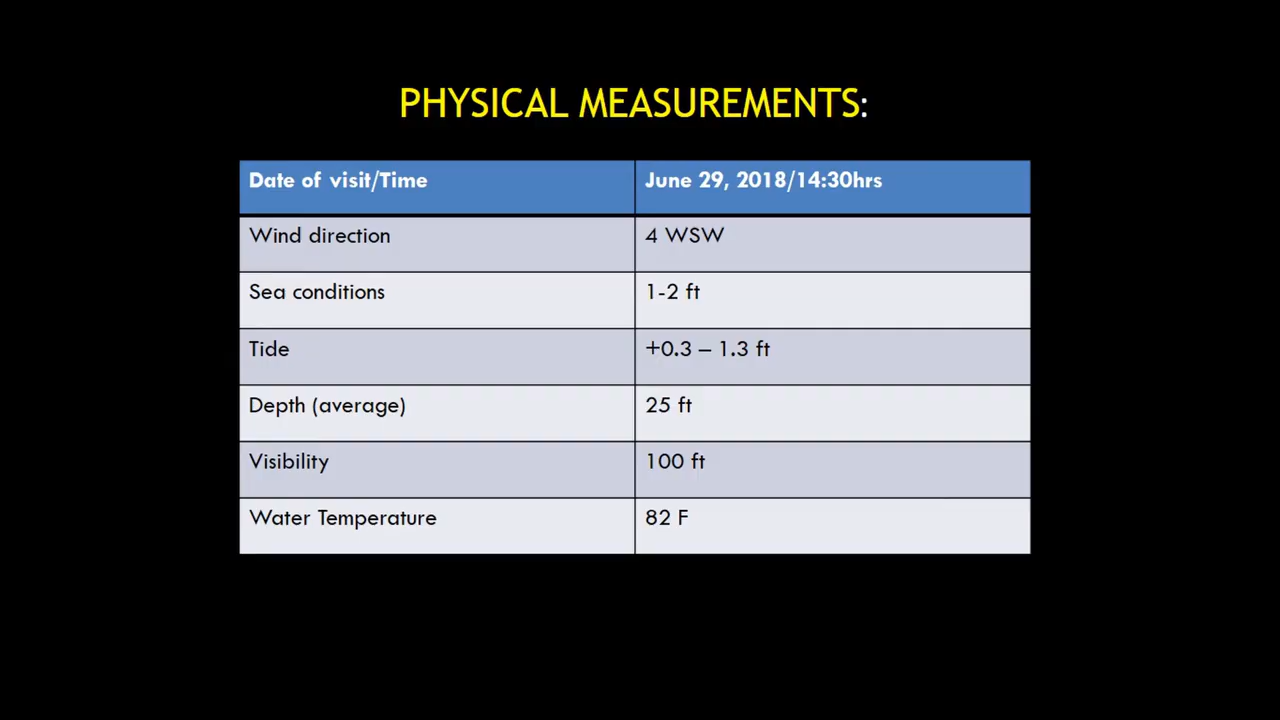 PHYSICAL MEASUREMENTS:
Date of visit/Time June 29, 2018/14:30hrs
Wind direction 4 WSW
Sea conditions 1-2 ft
Tide +0.3 – 1.3 ft
Depth (average) 25 ft
Visibility 100 ft
Water Temperature 82 F